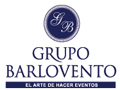 GB
GRUPO
BARLOVENTO
EL ARTE DE HACER EVENTOS